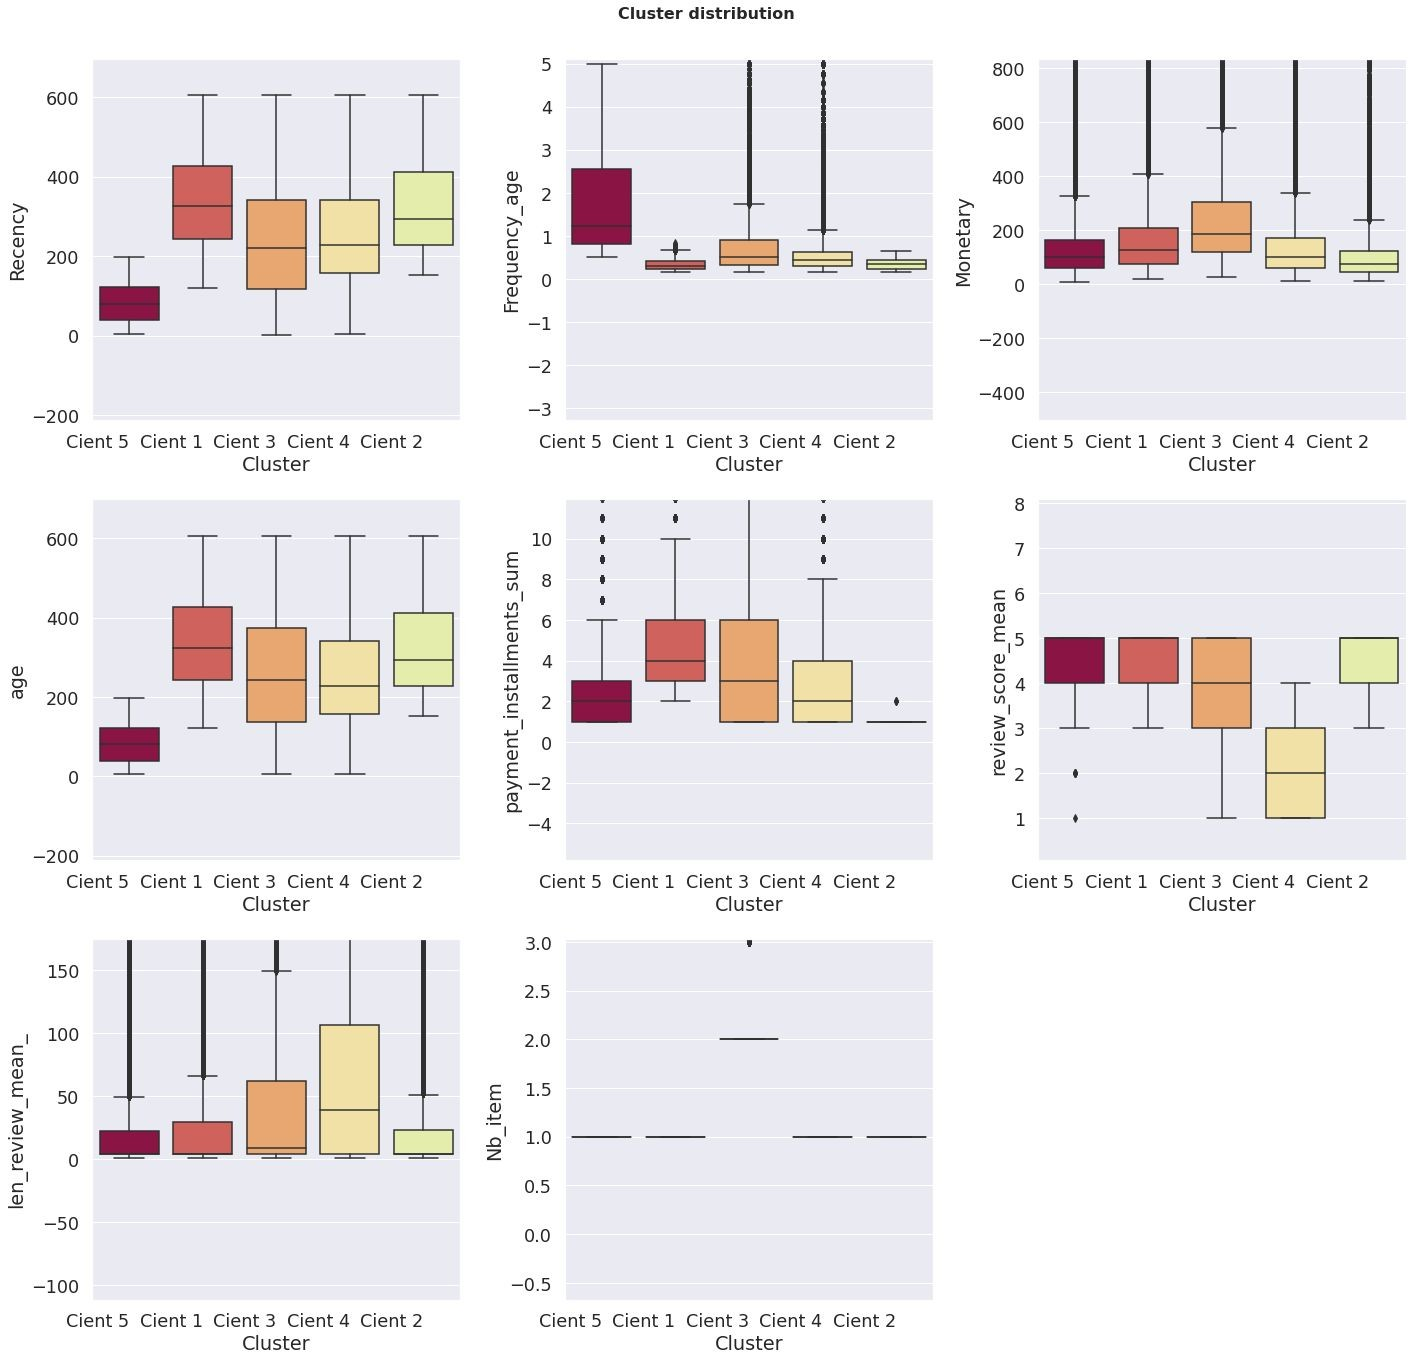 Cluster distribution
600
400
200
0
−200
Recency
Cient 5 Cient 1 Cient 3 Cient 4 Cient 2
Cluster
5
4
3
2
1
0
−1
−2
−3
Frequency_age
Cient 5 Cient 1 Cient 3 Cient 4 Cient 2
Cluster
800
600
400
200
0
−200
−400
Monetary
Cient 5 Cient 1 Cient 3 Cient 4 Cient 2
Cluster
600
400
200
0
−200
age
Cient 5 Cient 1 Cient 3 Cient 4 Cient 2
Cluster
10
8
6
4
2
0
−2
−4
payment_installments_sum
Cient 5 Cient 1 Cient 3 Cient 4 Cient 2
Cluster
8
7
6
5
4
3
2
1
review_score_mean
Cient 5 Cient 1 Cient 3 Cient 4 Cient 2
Cluster
150
100
50
0
−50
−100
len_review_mean_
Cient 5 Cient 1 Cient 3 Cient 4 Cient 2
Cluster
3.0
2.5
2.0
1.5
1.0
0.5
0.0
−0.5
Nb_item
Cient 5 Cient 1 Cient 3 Cient 4 Cient 2
Cluster